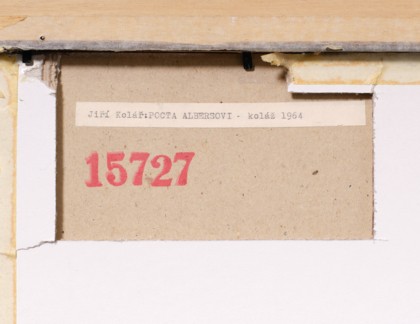 Jiří Kolář:POCTA ALBERSOVI - koláž 1964
15727